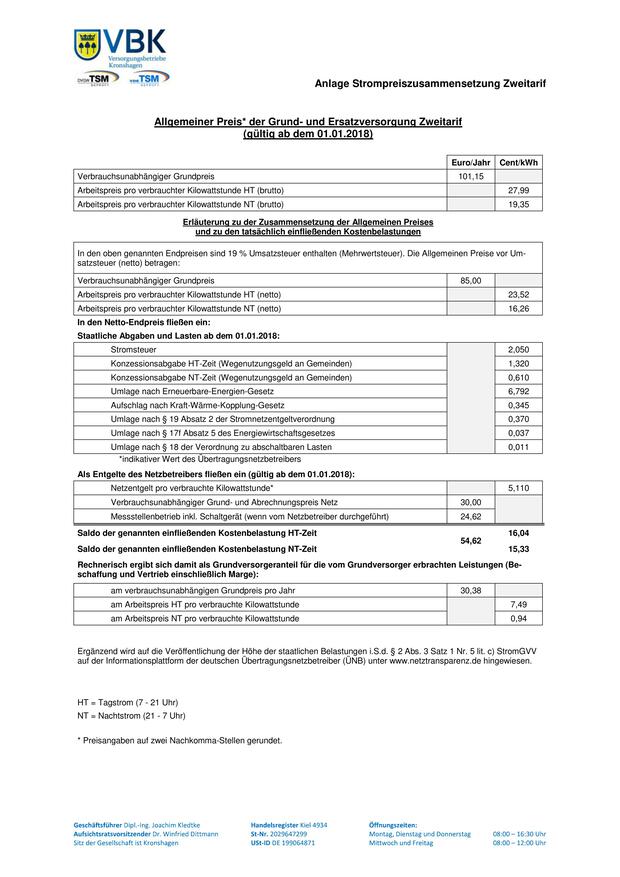 VBK
Versorgungsbetriebe
Kronshagen
TSM
TSM
Anlage Strompreiszusammensetzung Zweitarif
Allgemeiner Preis* der Grund- und Ersatzversorgung Zweitarif
(gültig ab dem 01.01.2018)
Euro/Jahr Cent/kWh
Verbrauchsunabhängiger Grundpreis 101,15
Arbeitspreis pro verbrauchter Kilowattstunde HT (brutto) 27,99
Arbeitspreis pro verbrauchter Kilowattstunde NT (brutto) 19,35
Erläuterung zu der Zusammensetzung der Allgemeinen Preises
und zu den tatsächlich einfließenden Kostenbelastungen
In den oben genannten Endpreisen sind 19 % Umsatzsteuer enthalten (Mehrwertsteuer). Die Allgemeinen Preise vor Um-
satzsteuer (netto) betragen:
Verbrauchsunabhängiger Grundpreis 85,00
Arbeitspreis pro verbrauchter Kilowattstunde HT (netto) 23,52
Arbeitspreis pro verbrauchter Kilowattstunde NT (netto) 16,26
In den Netto-Endpreis fließen ein:
Staatliche Abgaben und Lasten ab dem 01.01.2018:
Stromsteuer 2,050
Konzessionsabgabe HT-Zeit (Wegenutzungsgeld an Gemeinden) 1,320
Konzessionsabgabe NT-Zeit (Wegenutzungsgeld an Gemeinden) 0,610
Umlage nach Erneuerbare-Energien-Gesetz 6,792
Aufschlag nach Kraft-Wärme-Kopplung-Gesetz 0,345
Umlage nach § 19 Absatz 2 der Stromnetzentgeltverordnung 0,370
Umlage nach § 17f Absatz 5 des Energiewirtschaftsgesetzes 0,037
Umlage nach § 18 der Verordnung zu abschaltbaren Lasten 0,011
*indikativer Wert des Übertragungsnetzbetreibers
Als Entgelte des Netzbetreibers fließen ein (gültig ab dem 01.01.2018):
Netzentgelt pro verbrauchte Kilowattstunde* 5,110
Verbrauchsunabhängiger Grund- und Abrechnungspreis Netz 30,00
Messstellenbetrieb inkl. Schaltgerät (wenn vom Netzbetreiber durchgeführt) 24,62
Saldo der genannten einfließenden Kostenbelastung HT-Zeit 16,04
54,62
Saldo der genannten einfließenden Kostenbelastung NT-Zeit 15,33
Rechnerisch ergibt sich damit als Grundversorgeranteil für die vom Grundversorger erbrachten Leistungen (Be-
schaffung und Vertrieb einschließlich Marge):
am verbrauchsunabhängigen Grundpreis pro Jahr 30,38
am Arbeitspreis HT pro verbrauchte Kilowattstunde 7,49
am Arbeitspreis NT pro verbrauchte Kilowattstunde 0,94
Ergänzend wird auf die Veröffentlichung der Höhe der staatlichen Belastungen i.S.d. § 2 Abs. 3 Satz 1 Nr. 5 lit. c) StromGVV
auf der Informationsplattform der deutschen Übertragungsnetzbetreiber (ÜNB) unter www.netztransparenz.de hingewiesen.
HT = Tagstrom (7 - 21 Uhr)
NT = Nachtstrom (21 - 7 Uhr)
* Preisangaben auf zwei Nachkomma-Stellen gerundet.
Geschäftsführer Dipl.-Ing. Joachim Kledtke
Aufsichtsratsvorsitzender Dr. Winfried Dittmann
Sitz der Gesellschaft ist Kronshagen
Handelsregister Kiel 4934
St-Nr. 2029647299
USt-ID DE 199064871
Öffnungszeiten:
Montag, Dienstag und Donnerstag 08:00 – 16:30 Uhr
Mittwoch und Freitag 08:00 – 12:00 Uhr